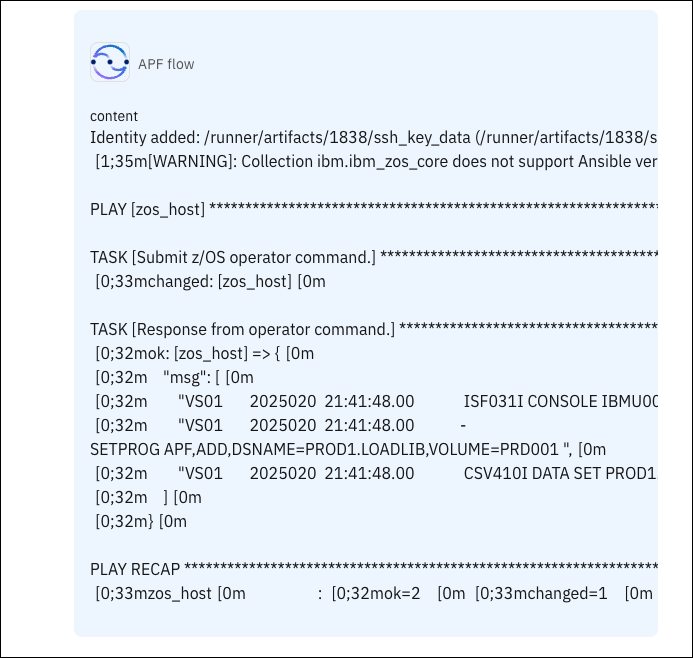 APF flow
content
Identity added: /runner/artifacts/1838/ssh_key_data (/runner/artifacts/1838/s
[1;35m[WARNING]: Collection ibm.ibm_zos_core does not support Ansible ver
PLAY [zos_host] *************************************************************
TASK [Submit z/OS operator command.] **************************************
[0;33mchanged: [zos_host] [0m
TASK [Response from operator command.] ************************************
[0;32mok: [zos_host] => { [0m
[0;32m    "msg": [ [0m
[0;32m        "VS01      2025020  21:41:48.00           ISF031I CONSOLE IBMU00
[0;32m        "VS01      2025020  21:41:48.00           -
SETPROG APF,ADD,DSNAME=PROD1.LOADLIB,VOLUME=PRD001 ", [0m
[0;32m        "VS01      2025020  21:41:48.00           CSV410I DATA SET PROD1.
[0;32m    ] [0m
[0;32m} [0m
PLAY RECAP ****************************************************************
[0;33mzos_host [0m                :  [0;32mok=2    [0m  [0;33mchanged=1    [0m